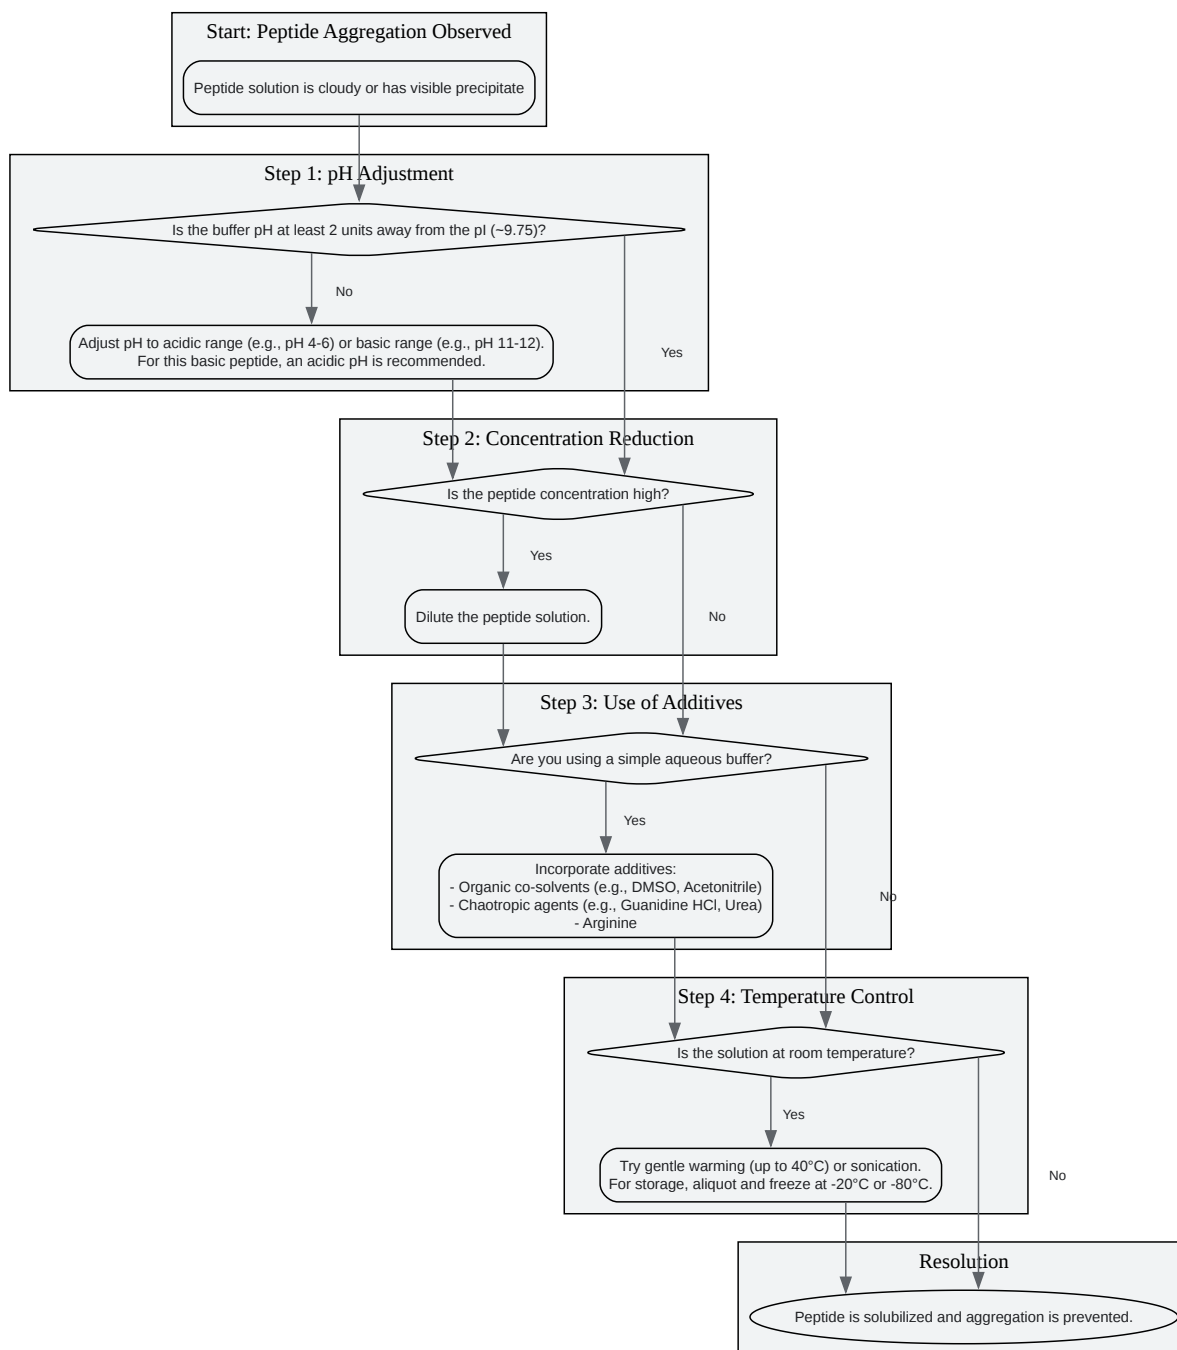 Start: Peptide Aggregation Observed
Peptide solution is cloudy or has visible precipitate
Step 1: pH Adjustment
Is the buffer pH at least 2 units away from the pI (~9.75)?
No
Adjust pH to acidic range (e.g., pH 4-6) or basic range (e.g., pH 11-12).
For this basic peptide, an acidic pH is recommended.
Yes
Step 2: Concentration Reduction
Is the peptide concentration high?
Yes
Dilute the peptide solution.
No
Step 3: Use of Additives
Are you using a simple aqueous buffer?
Yes
Incorporate additives:
- Organic co-solvents (e.g., DMSO, Acetonitrile)
- Chaotropic agents (e.g., Guanidine HCl, Urea)
- Arginine
No
Step 4: Temperature Control
Is the solution at room temperature?
Yes
Try gentle warming (up to 40°C) or sonication.
For storage, aliquot and freeze at -20°C or -80°C.
No
Resolution
Peptide is solubilized and aggregation is prevented.